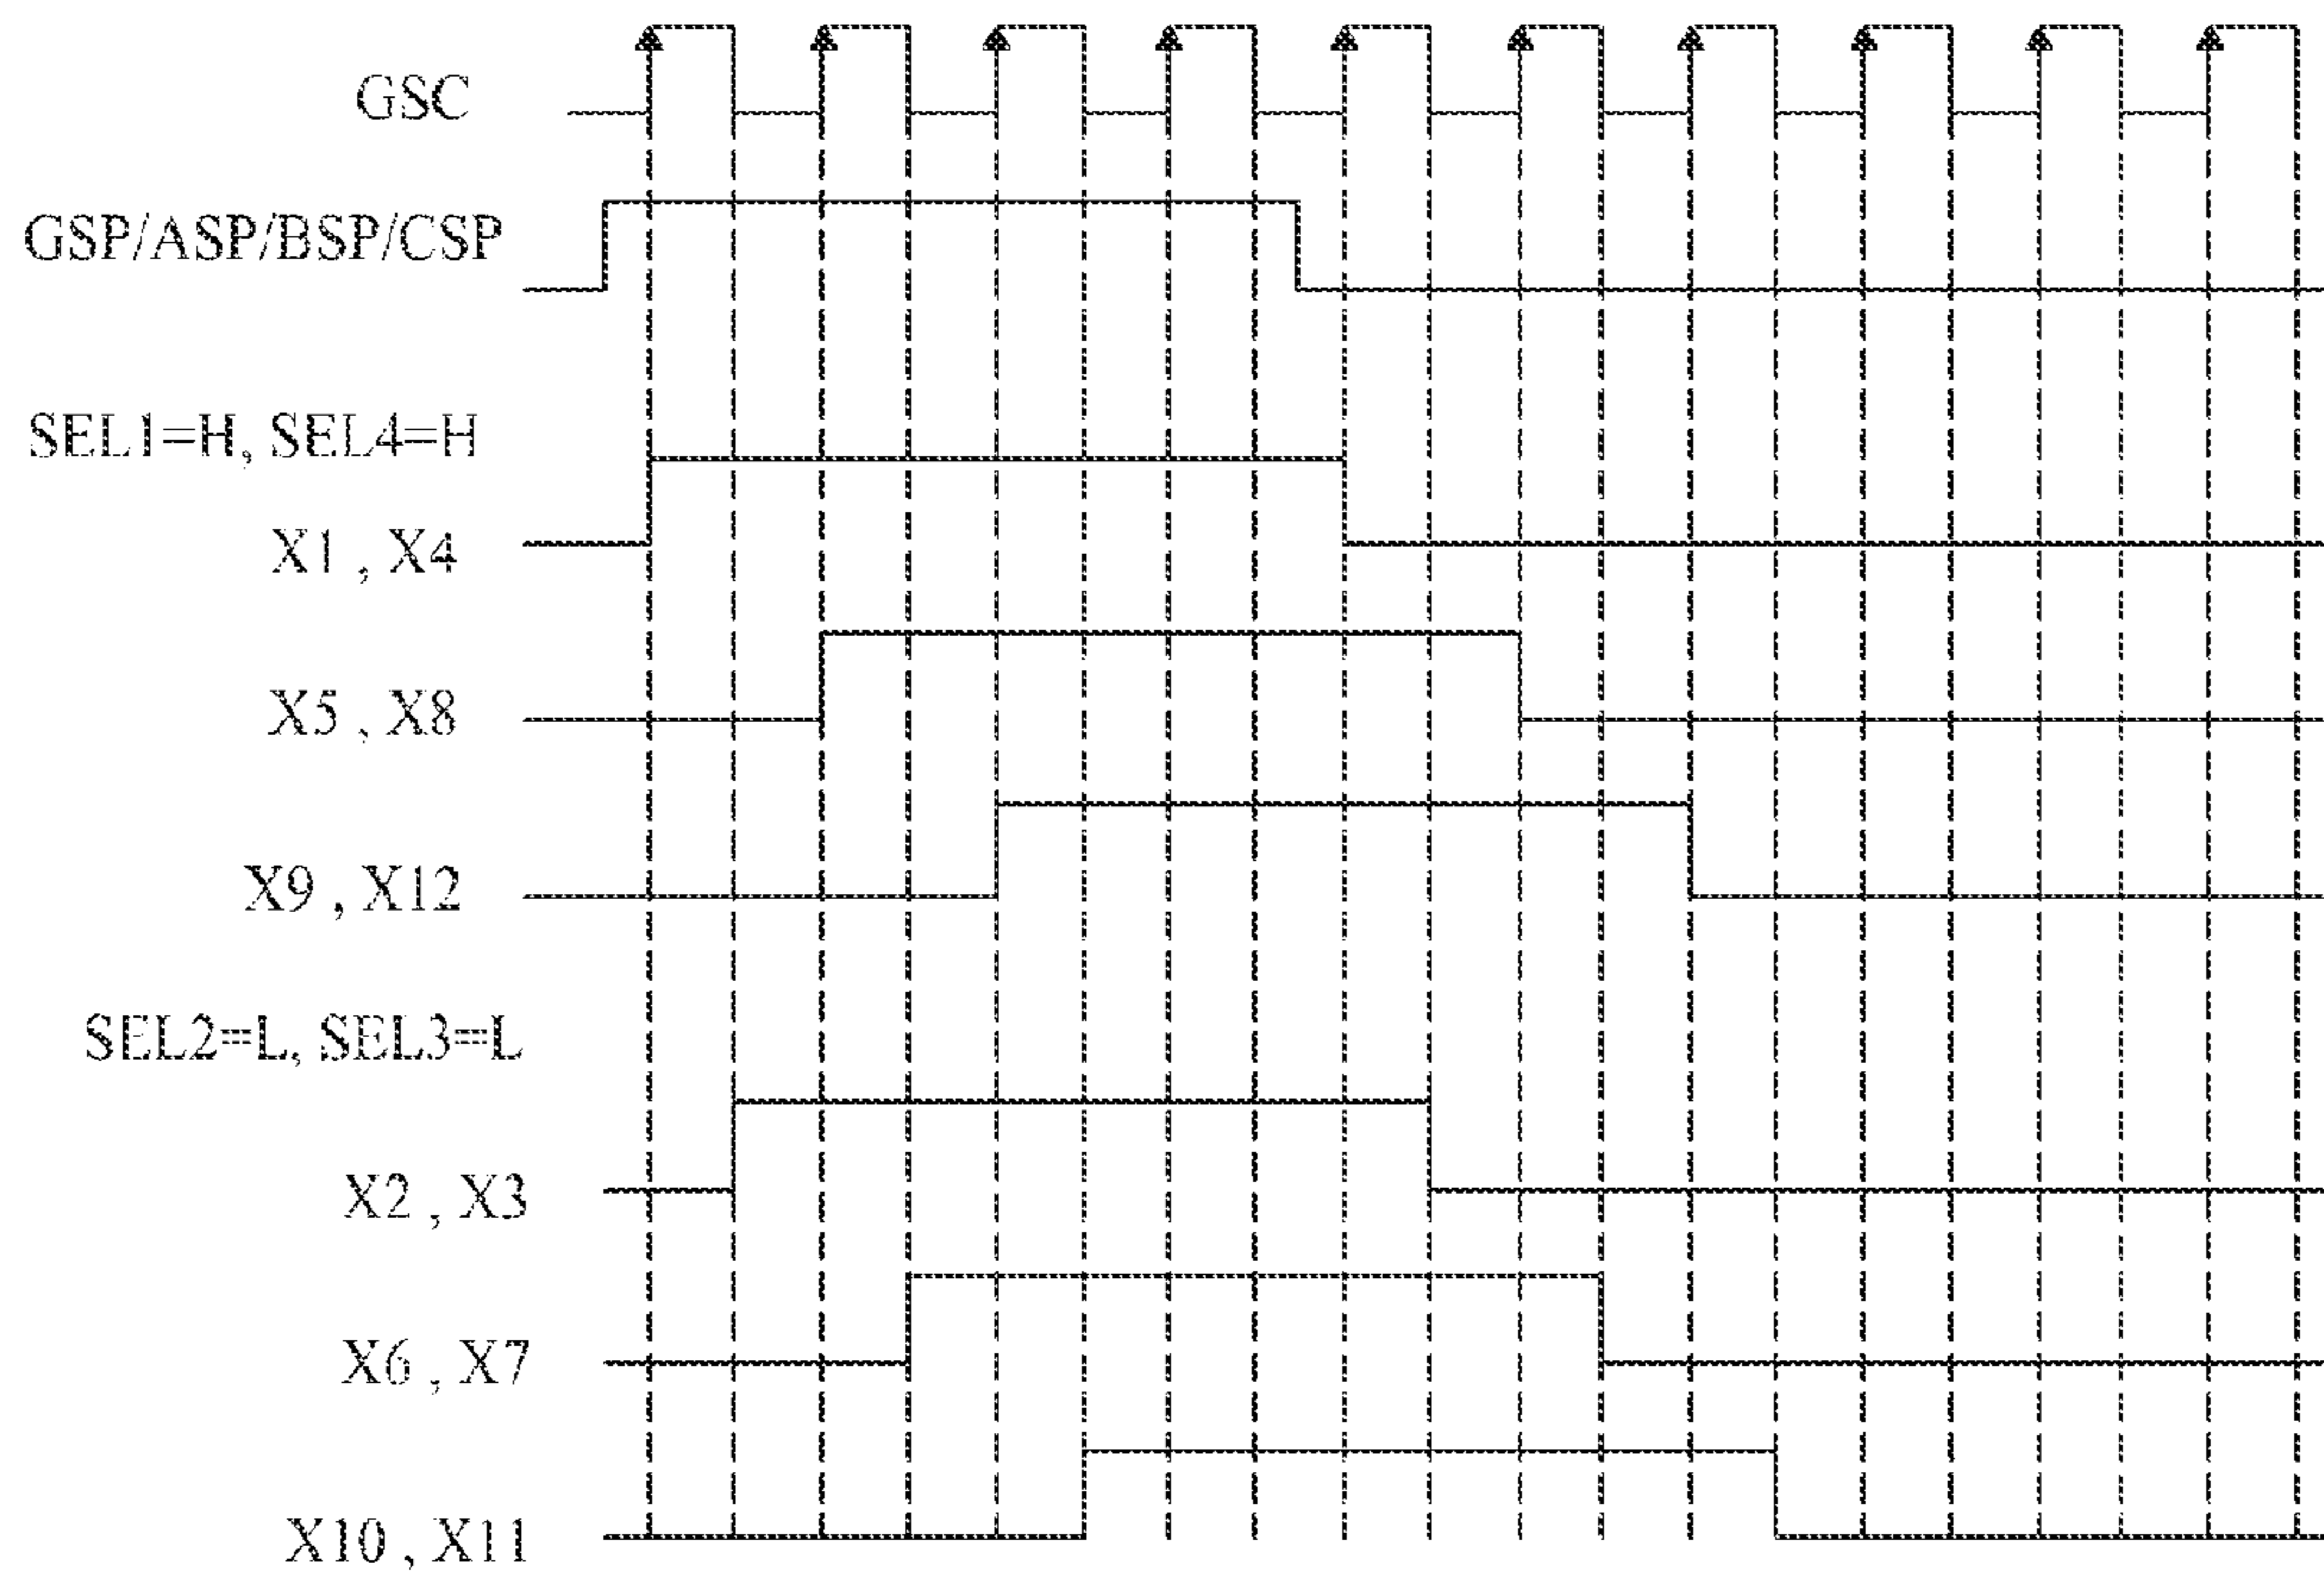 GSC
GSP/ASP/BSP/CSP
SEL1=H, SEL4=H
X1 , X4
X5 , X8
X9 , X12
SEL2=L, SEL3=L
X2 , X3
X6 , X7
X10 , X11